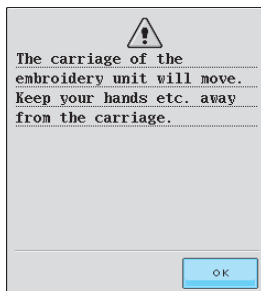 The carriage of the
embroidery unit will move.
Keep your hands etc. away
from the carriage.
OK